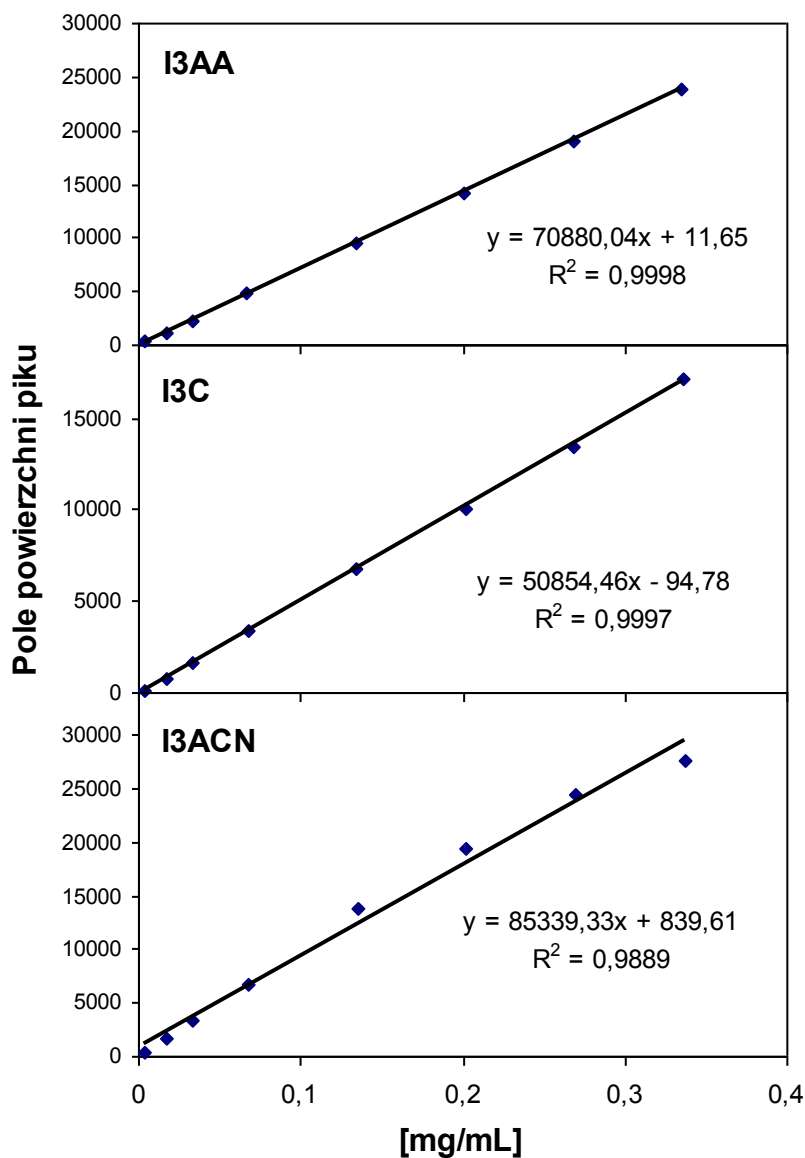 Pole powierzchni piku
30000
25000
20000
15000
10000
5000
0
I3AA
y = 70880,04x + 11,65
R² = 0,9998
15000
10000
5000
0
I3C
y = 50854,46x - 94,78
R² = 0,9997
30000
25000
20000
15000
10000
5000
0
I3ACN
y = 85339,33x + 839,61
R² = 0,9889
0 0,1 0,2 0,3 0,4
[mg/mL]